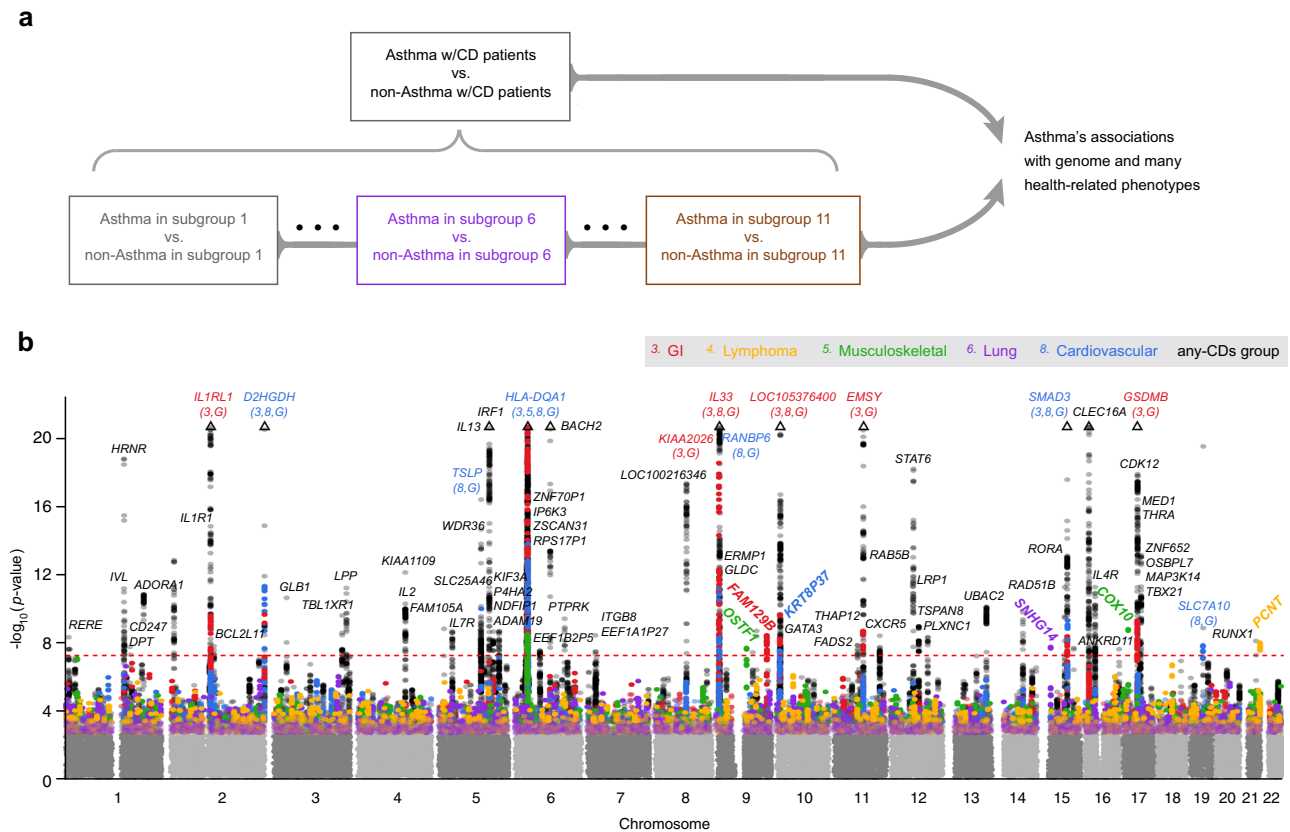 a
Asthma w/CD patients
vs.
non-Asthma w/CD patients
Asthma's associations
with genome and many
health-related phenotypes
Asthma in subgroup 1
vs.
non-Asthma in subgroup 1
Asthma in subgroup 6
vs.
non-Asthma in subgroup 6
Asthma in subgroup 11
vs.
non-Asthma in subgroup 11
b
3. GI 4. Lymphoma 5. Musculoskeletal 6. Lung 8. Cardiovascular any-CDs group
-log10(p-value)
20
16
12
8
4
0
RERE
HRNR
IVL
ADORA1
CD247
DPT
IL1RL1
(3,G)
D2HGDH
(3,8,G)
IL1R1
BCL2L11
GLB1
TBL1XR1
LPP
KIAA1109
IL2
FAM105A
IRF1
IL13
TSLP
(8,G)
WDR36
SLC25A46
IL7R
KIF3A
P4HA2
NDFIP1
ADAM19
HLA-DQA1
(3,5,8,G)
BACH2
ZNF70P1
IP6K3
ZSCAN31
RPS17P1
PTPRK
EEF1B2P5
ITGB8
EEF1A1P27
LOC100216346
IL33
(3,8,G)
KIAA2026
(3,G)
RANBP6
(8,G)
ERMP1
GLDC
FAM129B
OSTF1
LOC105376400
(3,8,G)
KRT8P37
GATA3
EMSY
(3,G)
RAB5B
THAP12
FADS2
CXCR5
STAT6
LRP1
TSPAN8
PLXNC1
UBAC2
RAD51B
SNHG14
SMAD3
(3,8,G)
RORA
CLEC16A
IL4R
COX10
ANKRD11
GSDMB
(3,G)
CDK12
MED1
THRA
ZNF652
OSBPL7
MAP3K14
TBX21
SLC7A10
(8,G)
RUNX1
PCNT
1 2 3 4 5 6 7 8 9 10 11 12 13 14 15 16 17 18 19 20 21 22
Chromosome